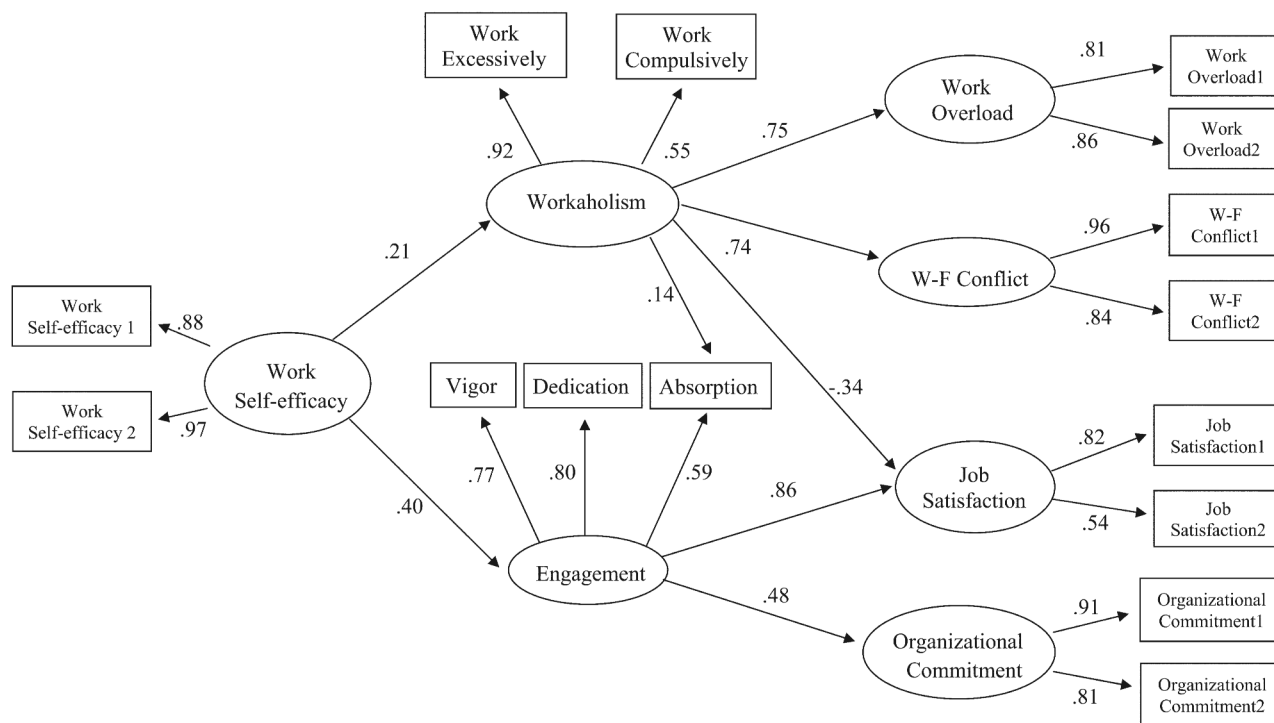 Work
Excessively
Work
Compulsively
.92
.55
Workaholism
.75
Work
Overload
.81
Work
Overload1
.86
Work
Overload2
.74
W-F Conflict
.96
W-F
Conflict1
.84
W-F
Conflict2
.21
.14
-.34
Work
Self-efficacy 1
.88
Work
Self-efficacy
Work
Self-efficacy 2
.97
Vigor
Dedication
Absorption
.77
.80
.59
.40
Engagement
.86
Job
Satisfaction
.82
Job
Satisfaction1
.54
Job
Satisfaction2
.48
Organizational
Commitment
.91
Organizational
Commitment1
.81
Organizational
Commitment2